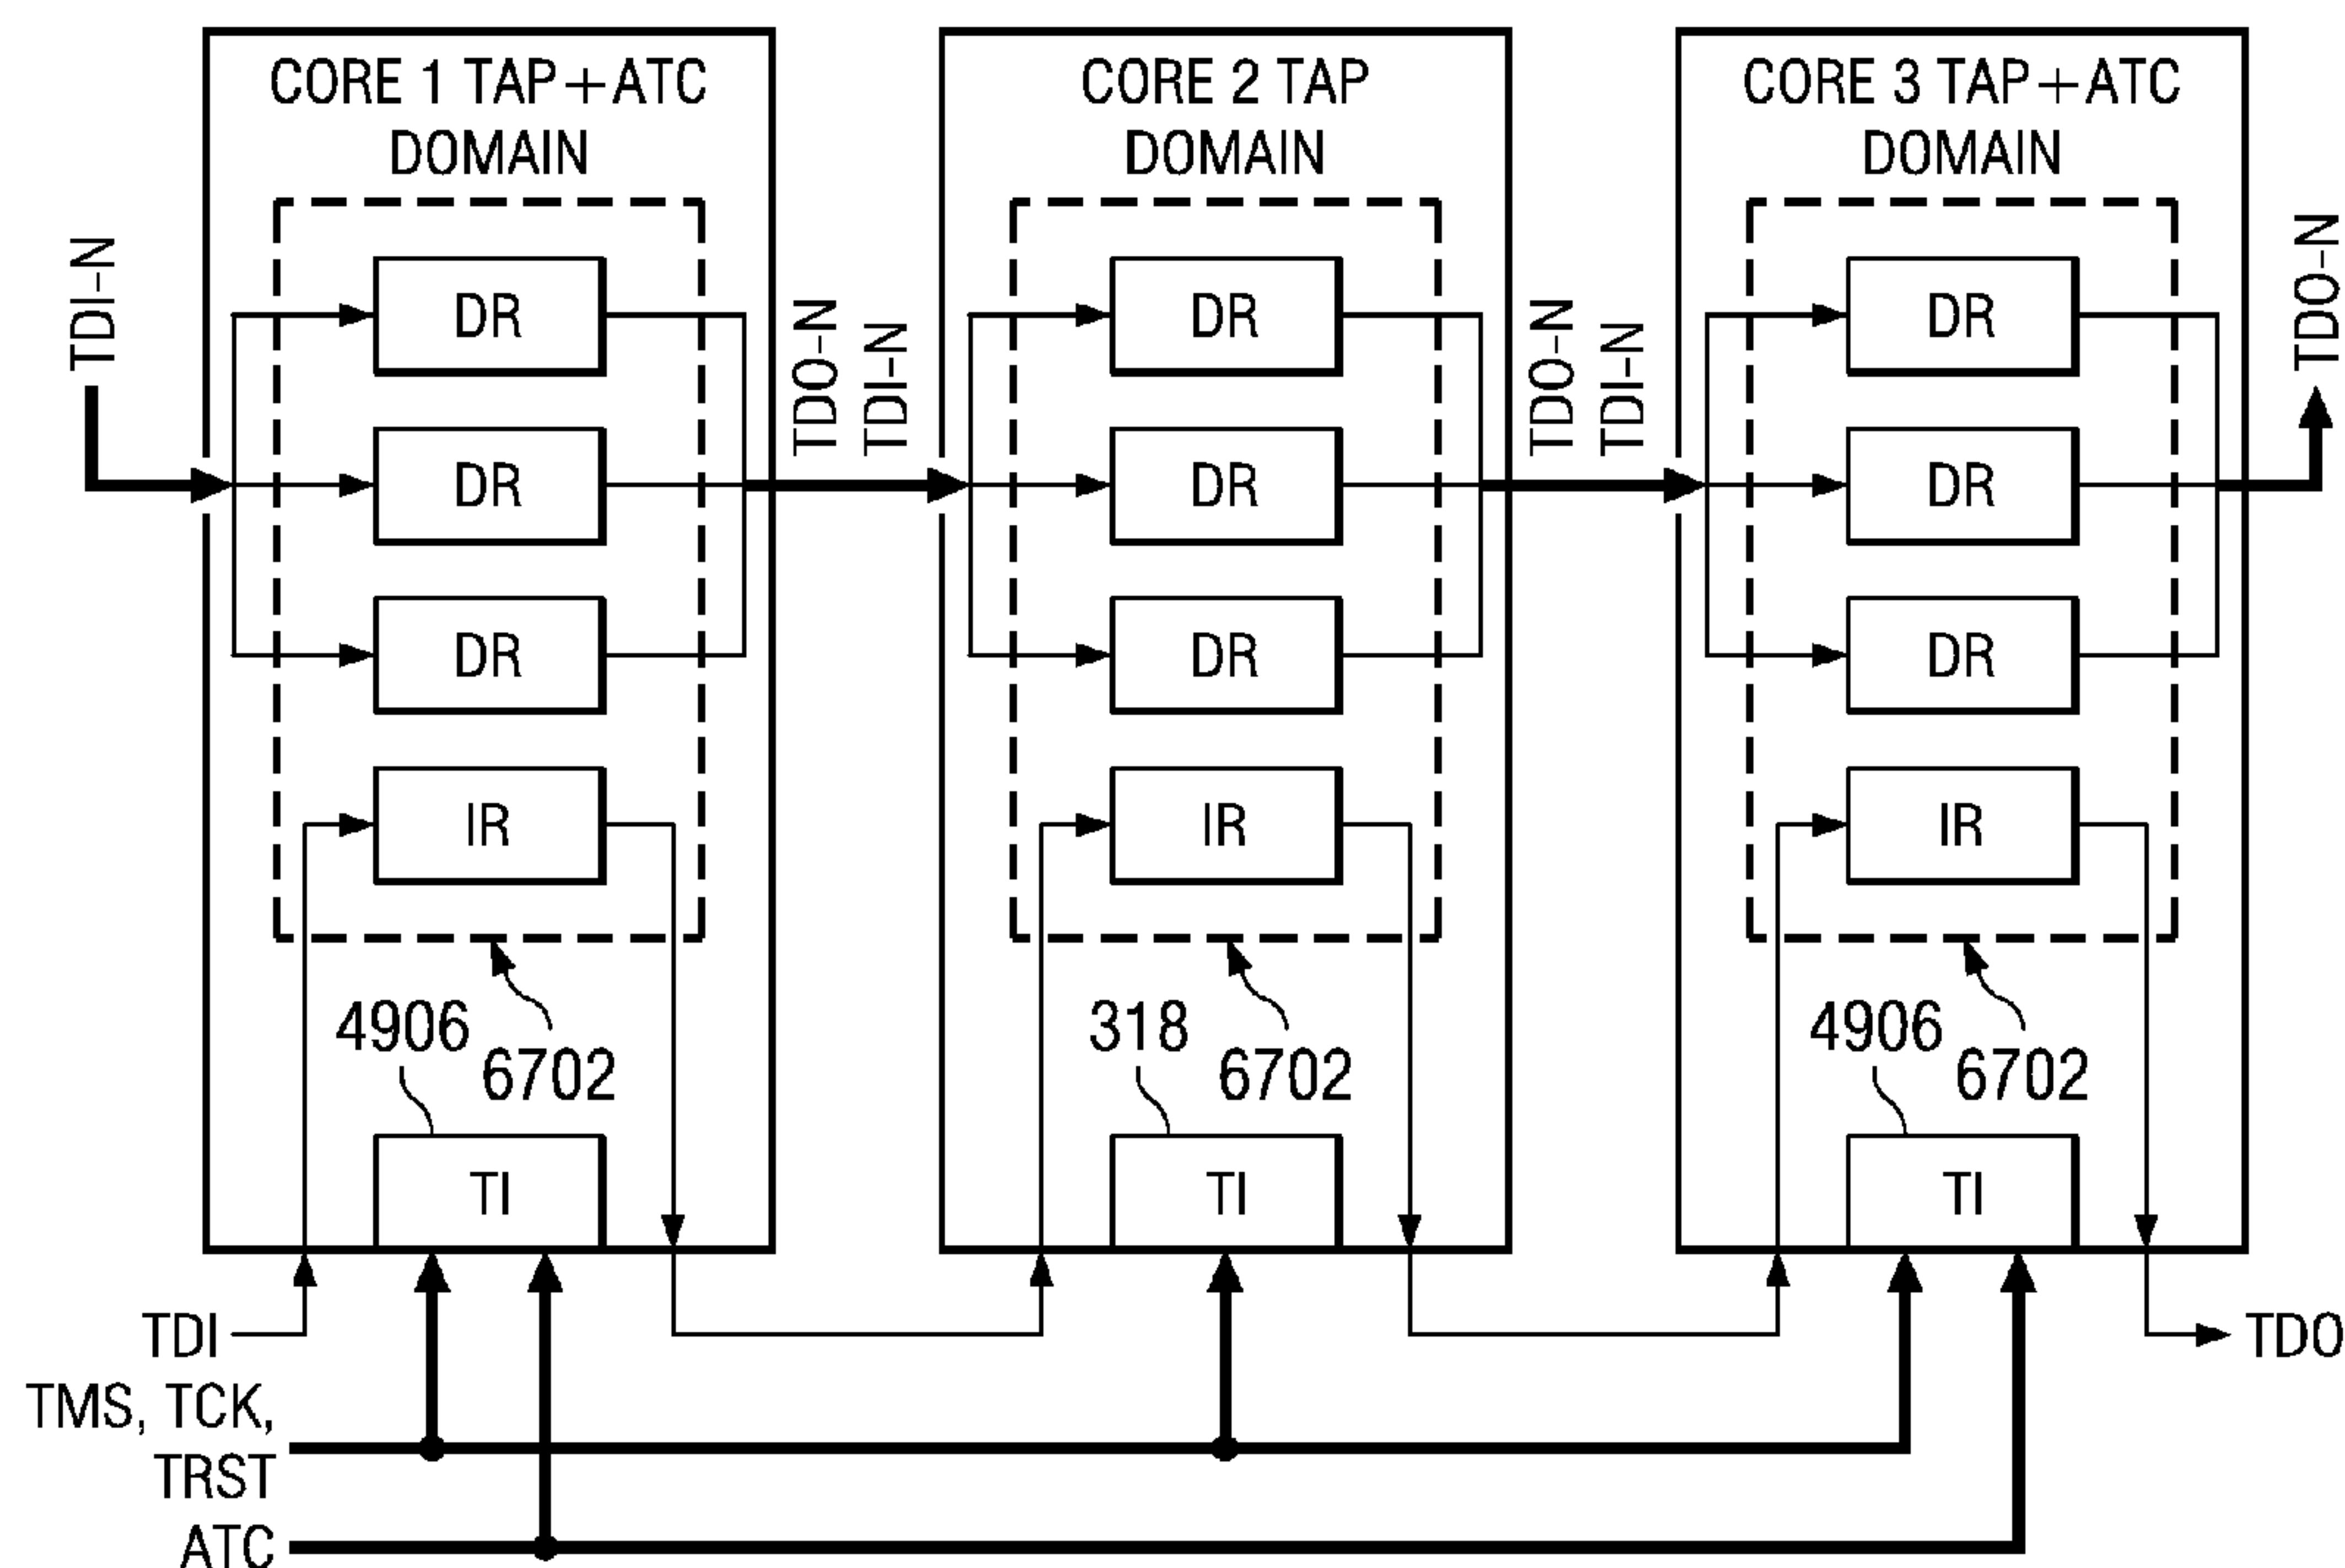 CORE 1 TAP+ATC
DOMAIN
CORE 2 TAP
DOMAIN
CORE 3 TAP+ATC
DOMAIN
TDI-N
TDO-N
TDI-N
TDO-N
TDI-N
TDO-N
DR
DR
DR
DR
DR
DR
DR
DR
DR
IR
IR
IR
4906
6702
318
6702
4906
6702
TI
TI
TI
TDI
TDO
TMS, TCK,
TRST
ATC